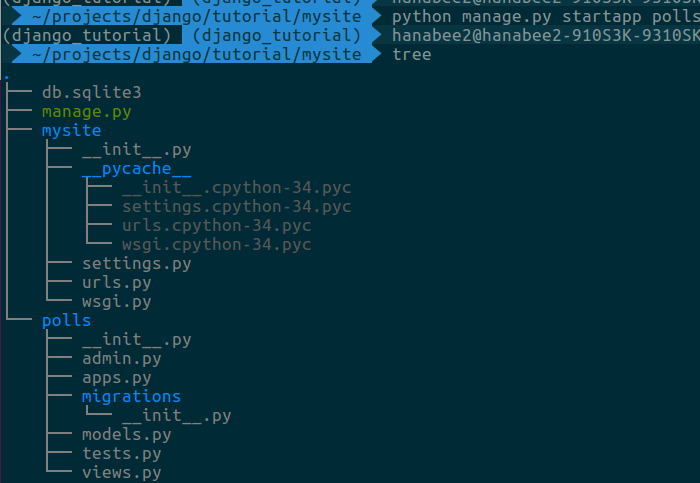 (django_tutorial) (django_tutorial) hanabee2@hanabee2-910S3K-9310SK
~/projects/django/tutorial/mysite python manage.py startapp polls
(django_tutorial) (django_tutorial) hanabee2@hanabee2-910S3K-9310SK
~/projects/django/tutorial/mysite tree
.
├── db.sqlite3
├── manage.py
├── mysite
│   ├── __init__.py
│   ├── __pycache__
│   │   ├── __init__.cpython-34.pyc
│   │   ├── settings.cpython-34.pyc
│   │   ├── urls.cpython-34.pyc
│   │   └── wsgi.cpython-34.pyc
│   ├── settings.py
│   ├── urls.py
│   └── wsgi.py
└── polls
    ├── __init__.py
    ├── admin.py
    ├── apps.py
    ├── migrations
    │   └── __init__.py
    ├── models.py
    ├── tests.py
    └── views.py